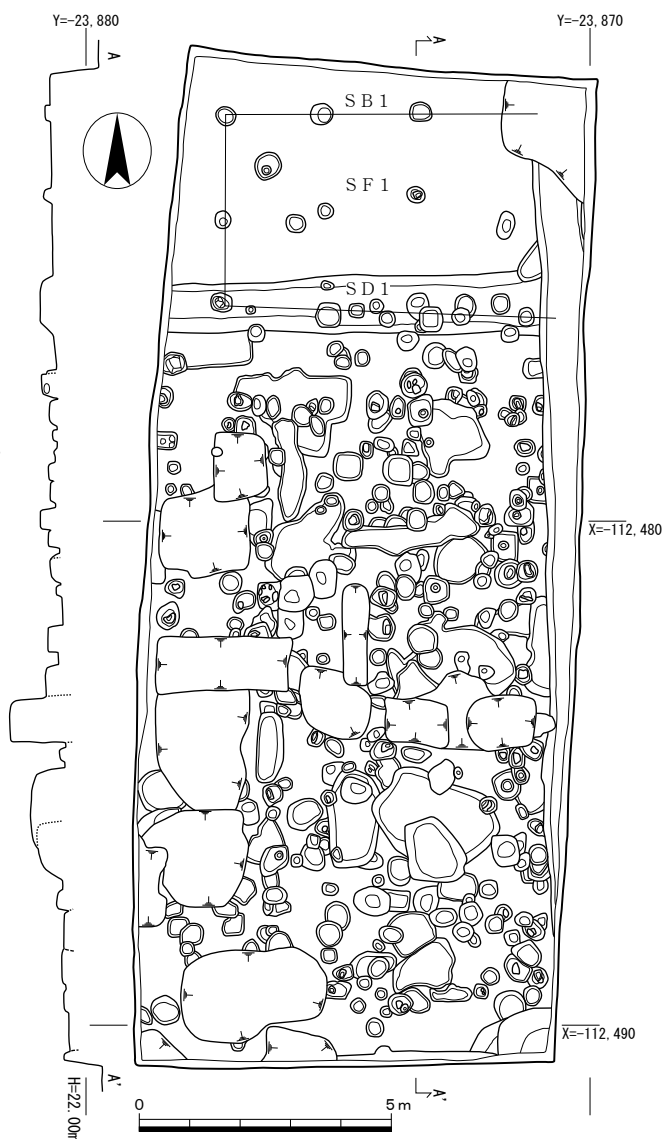 Y=-23,880
Y=-23,870
A
A
SB1
SF1
SD1
X=-112,480
X=-112,490
A'
A'
H=22.00m
0
5m